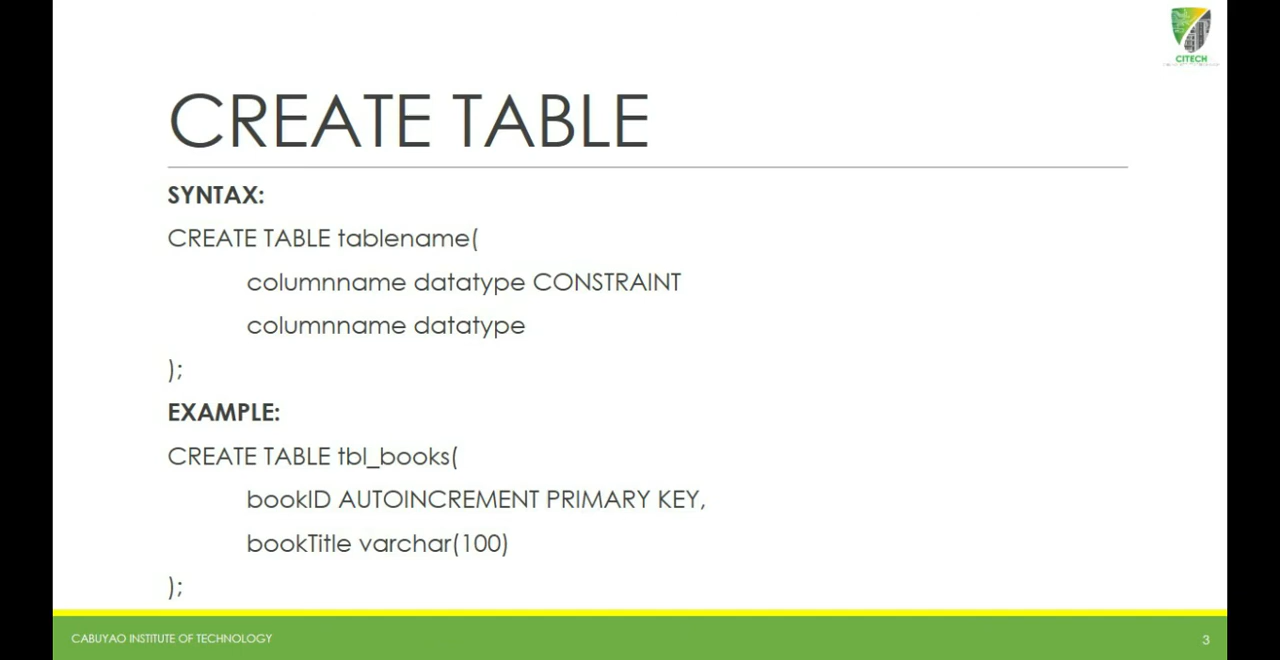 CITECH
CREATE TABLE
SYNTAX:
CREATE TABLE tablename(
columnname datatype CONSTRAINT
columnname datatype
);
EXAMPLE:
CREATE TABLE tbl_books(
bookID AUTOINCREMENT PRIMARY KEY,
bookTitle varchar(100)
);
CABUYAO INSTITUTE OF TECHNOLOGY
3